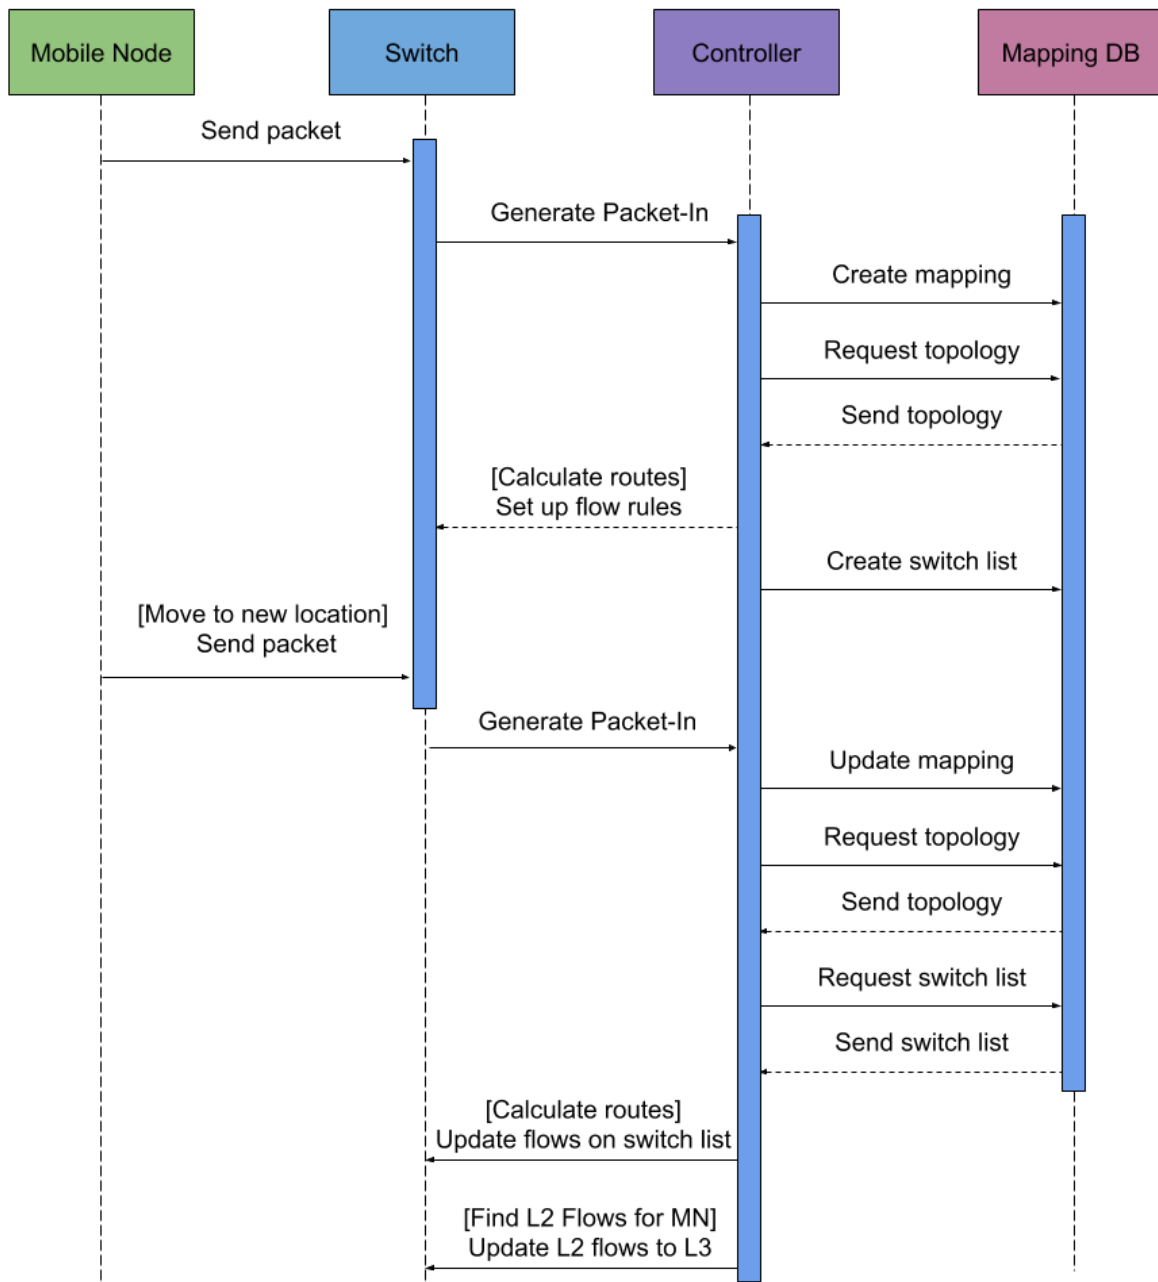 Mobile Node
Switch
Controller
Mapping DB
Send packet
Generate Packet-In
Create mapping
Request topology
Send topology
[Calculate routes]
Set up flow rules
Create switch list
[Move to new location]
Send packet
Generate Packet-In
Update mapping
Request topology
Send topology
Request switch list
Send switch list
[Calculate routes]
Update flows on switch list
[Find L2 Flows for MN]
Update L2 flows to L3